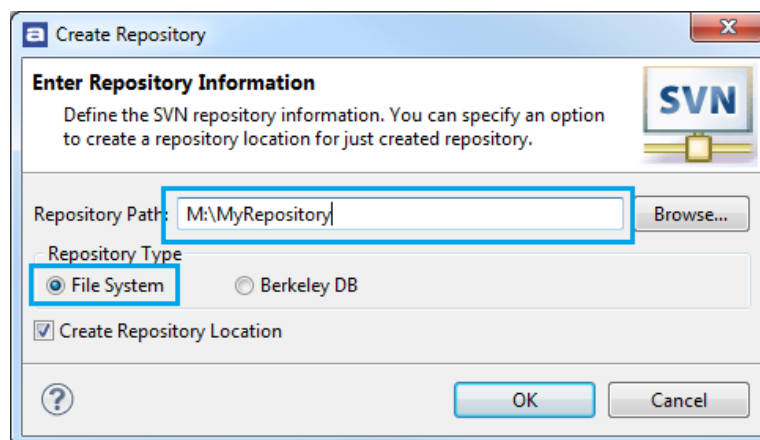 a Create Repository
Enter Repository Information
Define the SVN repository information. You can specify an option
to create a repository location for just created repository.
SVN
Repository Path: M:\MyRepository Browse...
Repository Type
File System Berkeley DB
Create Repository Location
? OK Cancel